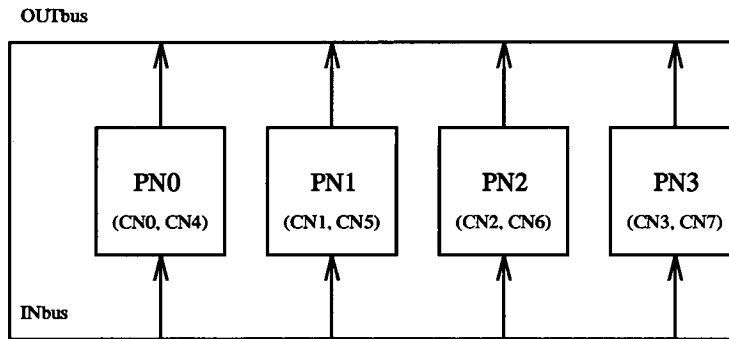 OUTbus
PN0 PN1 PN2 PN3
(CN0, CN4) (CN1, CN5) (CN2, CN6) (CN3, CN7)
INbus